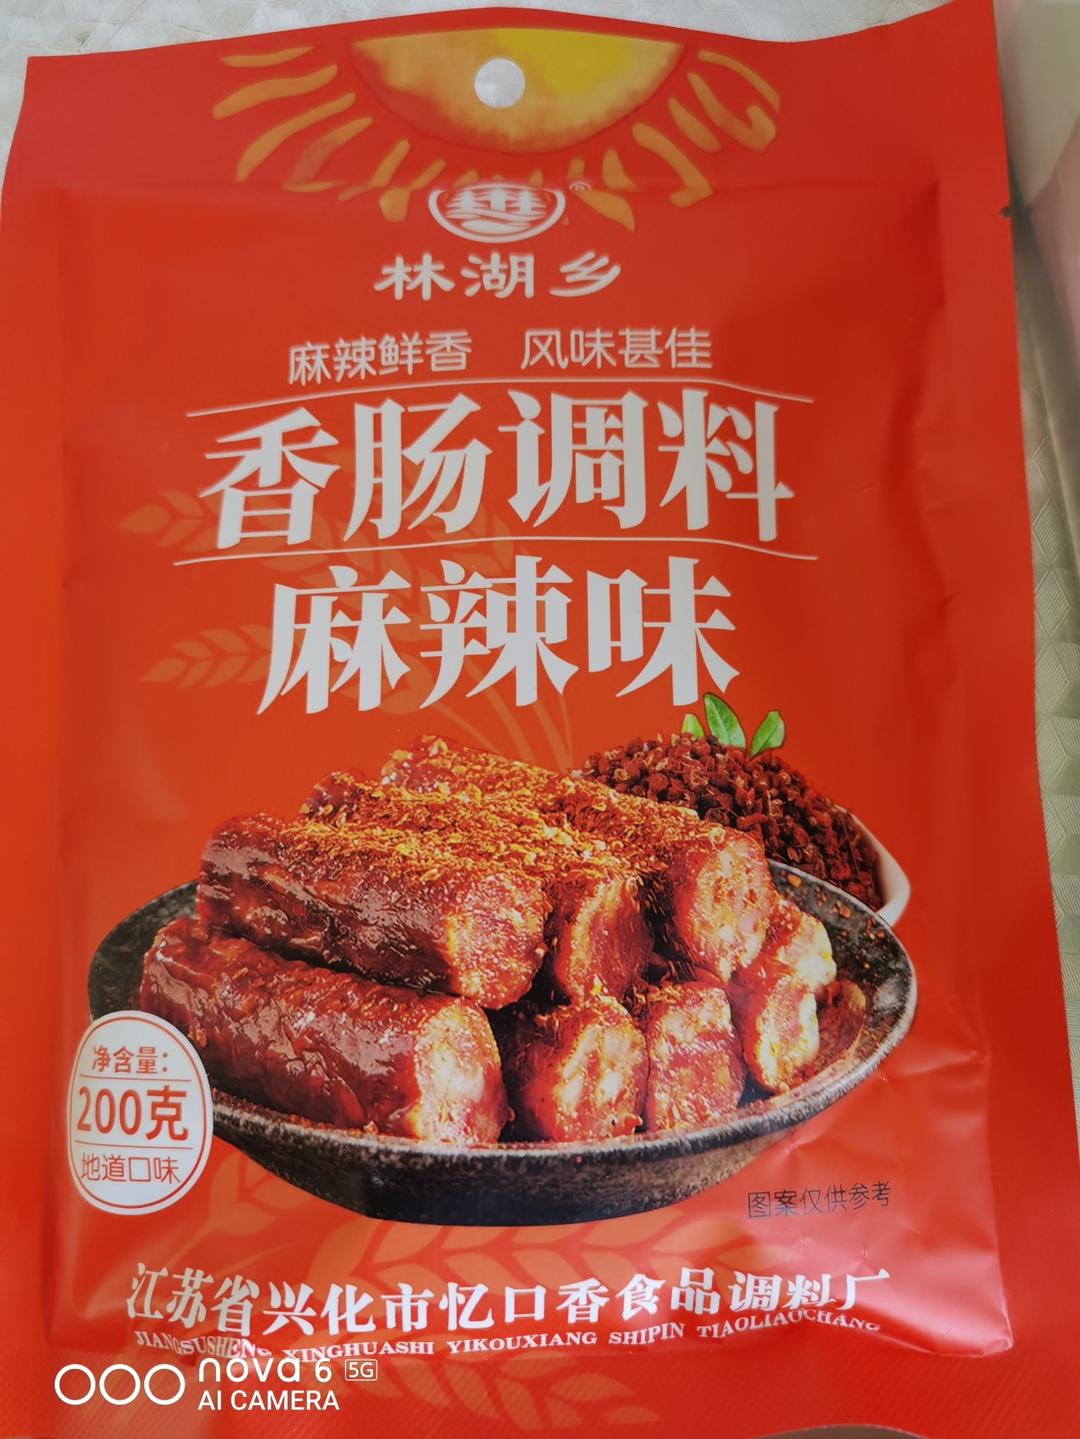 ®
林湖乡
麻辣鲜香 风味甚佳
香肠调料
麻辣味
净含量:
200克
地道口味
图案仅供参考
江苏省兴化市忆口香食品调料厂
JIANGSUSHENG XINGHUASHI YIKOUXIANG SHIPIN TIAOLIAOCHANG
nova 6 5G
AI CAMERA